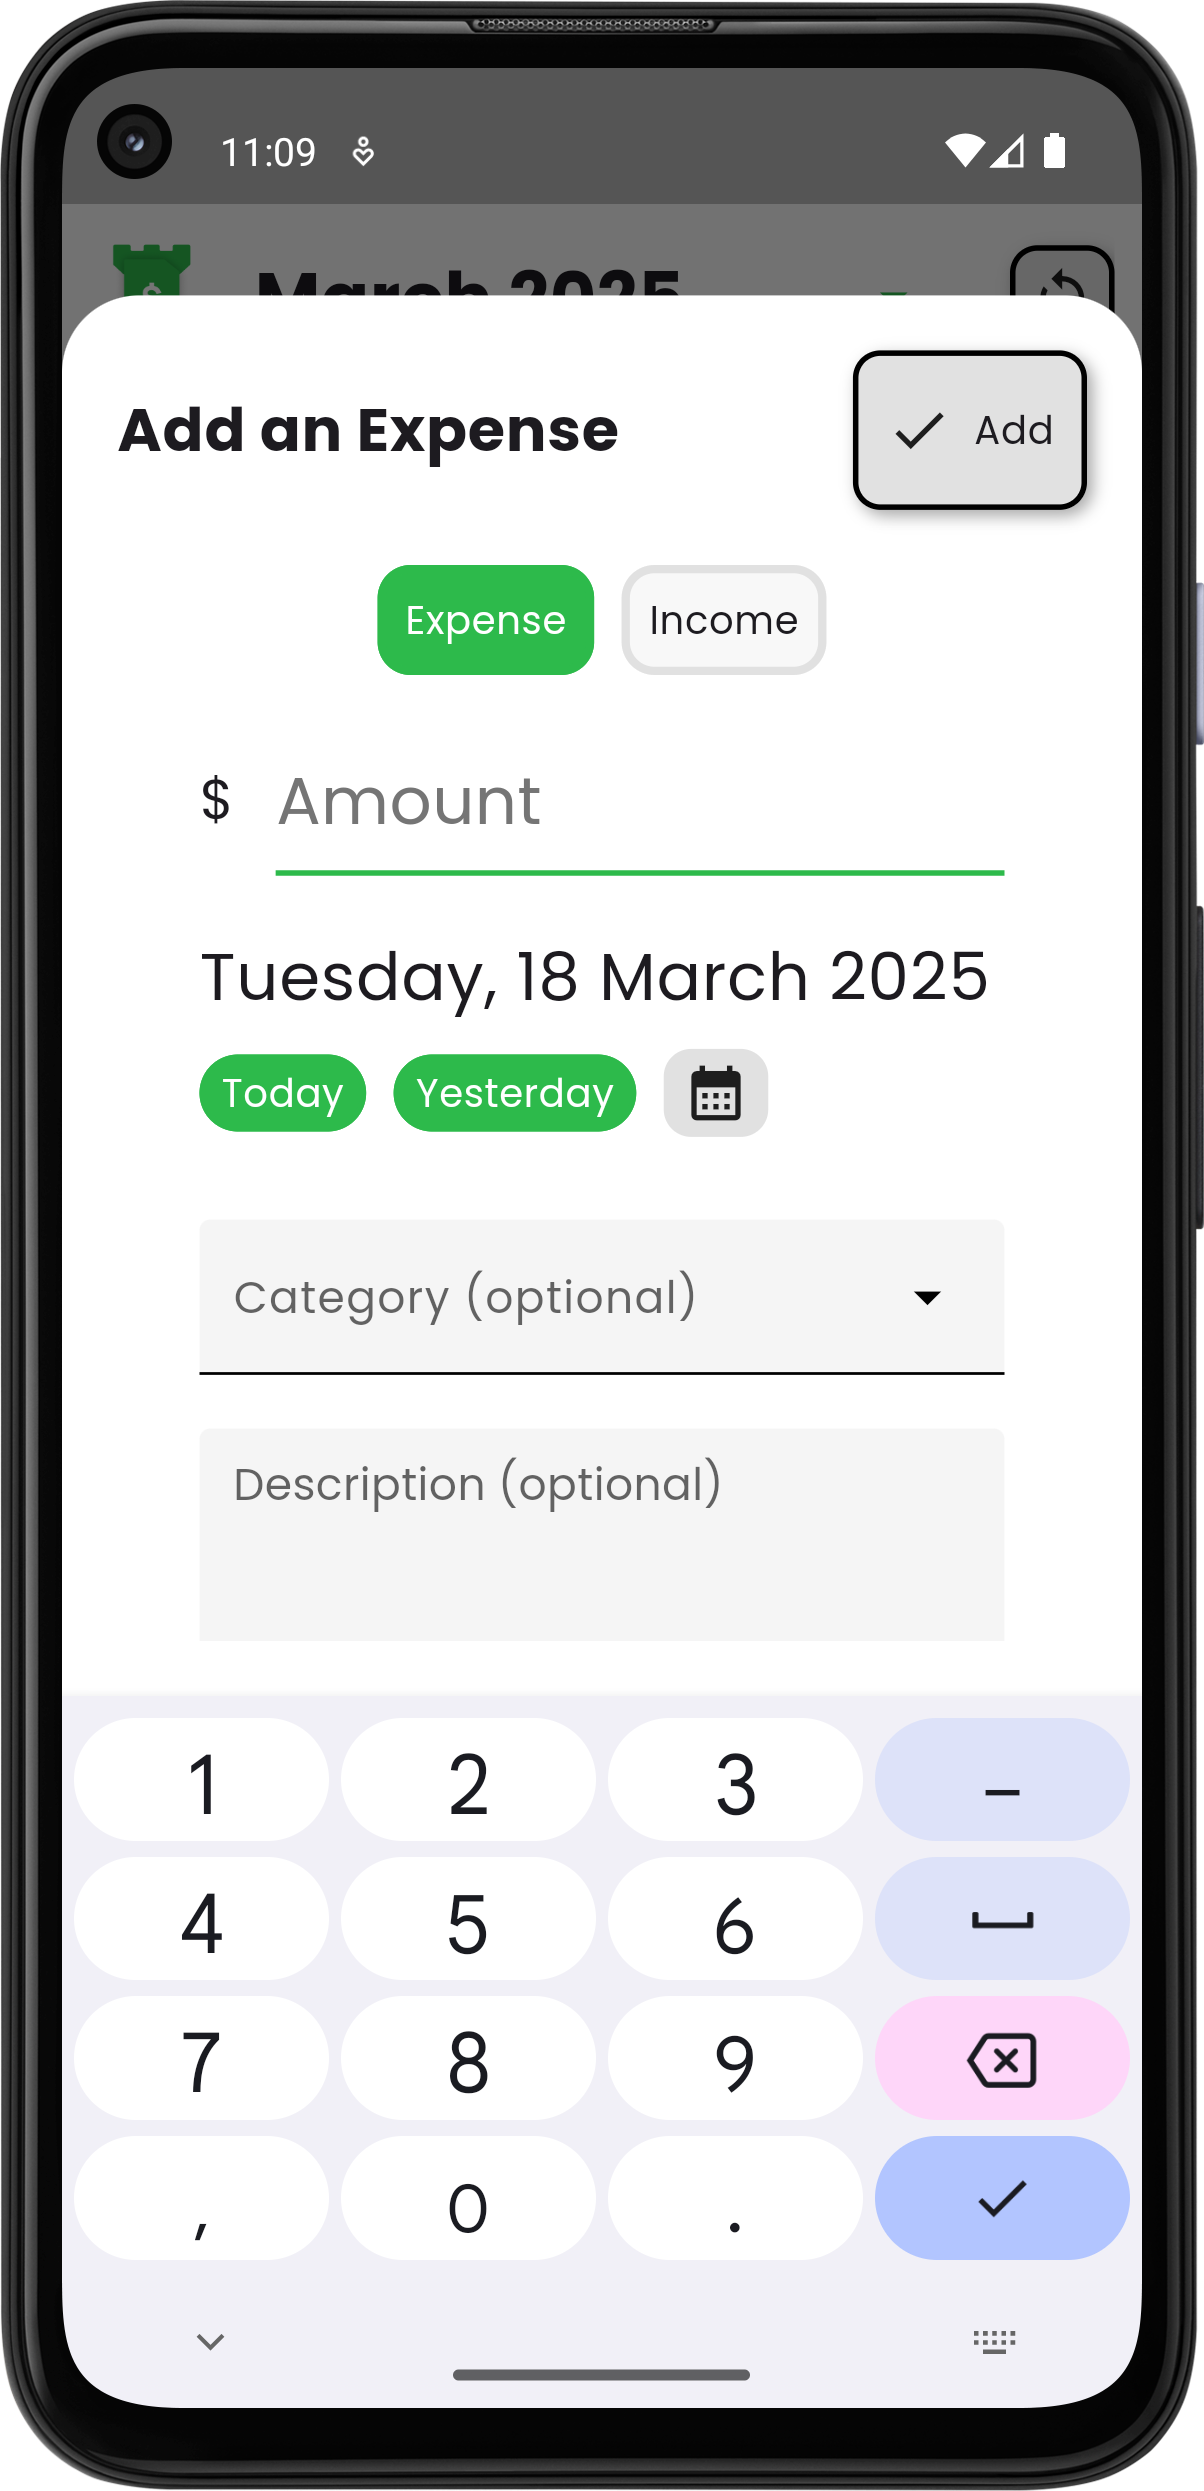 11:09
March 2025
Add an Expense
Add
Expense
Income
$ Amount
Tuesday, 18 March 2025
Today
Yesterday
Category (optional)
Description (optional)
1 2 3 –
4 5 6
7 8 9
, 0 .